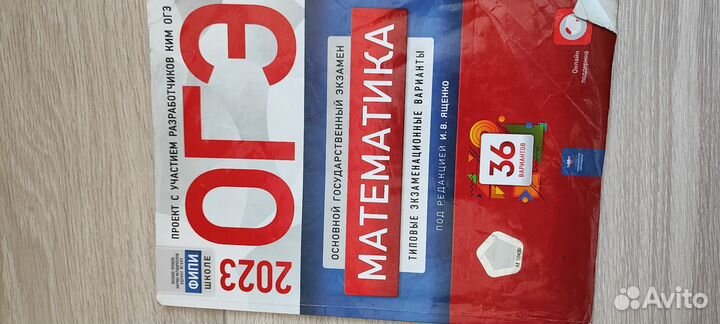 ПРОЕКТ С УЧАСТИЕМ РАЗРАБОТЧИКОВ КИМ ОГЭ
ФИПИ
ШКОЛЕ
2023
ОГЭ
ОСНОВНОЙ ГОСУДАРСТВЕННЫЙ ЭКЗАМЕН
МАТЕМАТИКА
ТИПОВЫЕ ЭКЗАМЕНАЦИОННЫЕ ВАРИАНТЫ
ПОД РЕДАКЦИЕЙ И. В. ЯЩЕНКО
36
ВАРИАНТОВ
Онлайн
поддержка
Avito